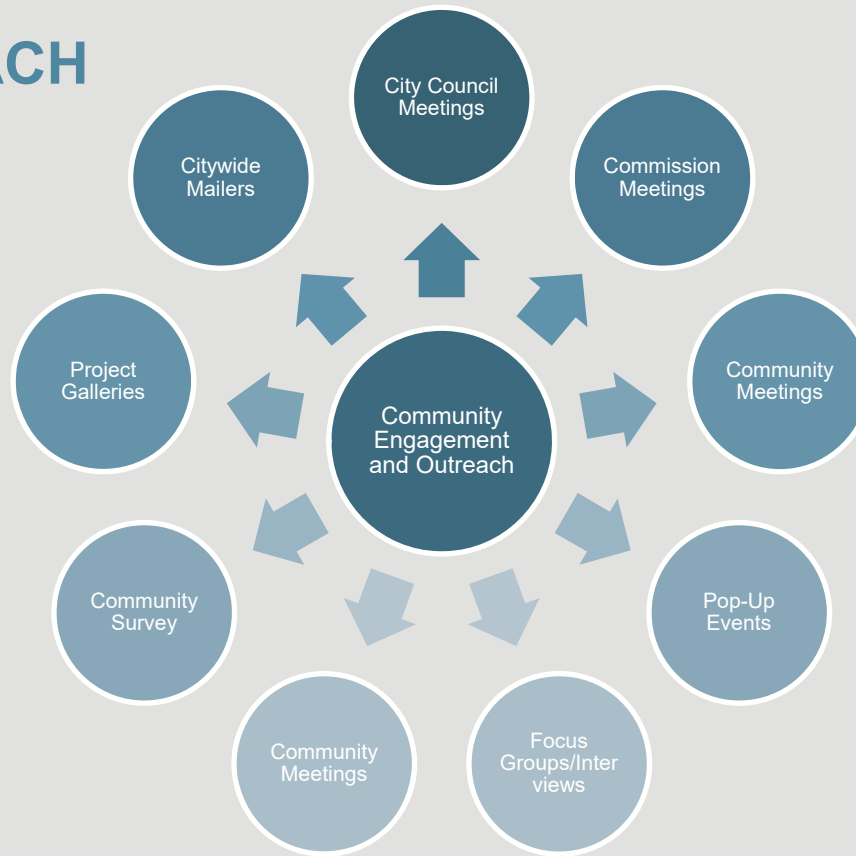 ACH
City Council
Meetings
Commission
Meetings
Community
Meetings
Pop-Up
Events
Focus
Groups/Inter
views
Community
Meetings
Community
Survey
Project
Galleries
Citywide
Mailers
Community
Engagement
and Outreach